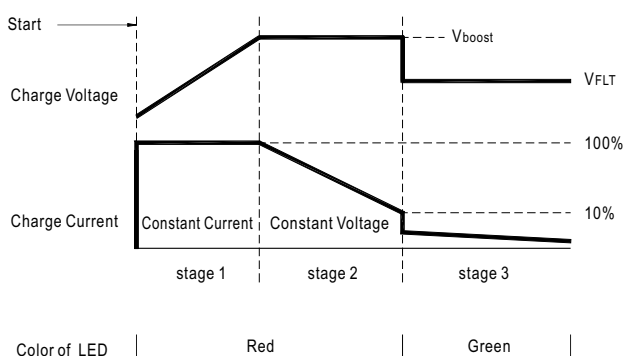 Start
Vboost
Charge Voltage
VFLT
100%
Charge Current
Constant Current
Constant Voltage
10%
stage 1
stage 2
stage 3
Color of LED
Red
Green